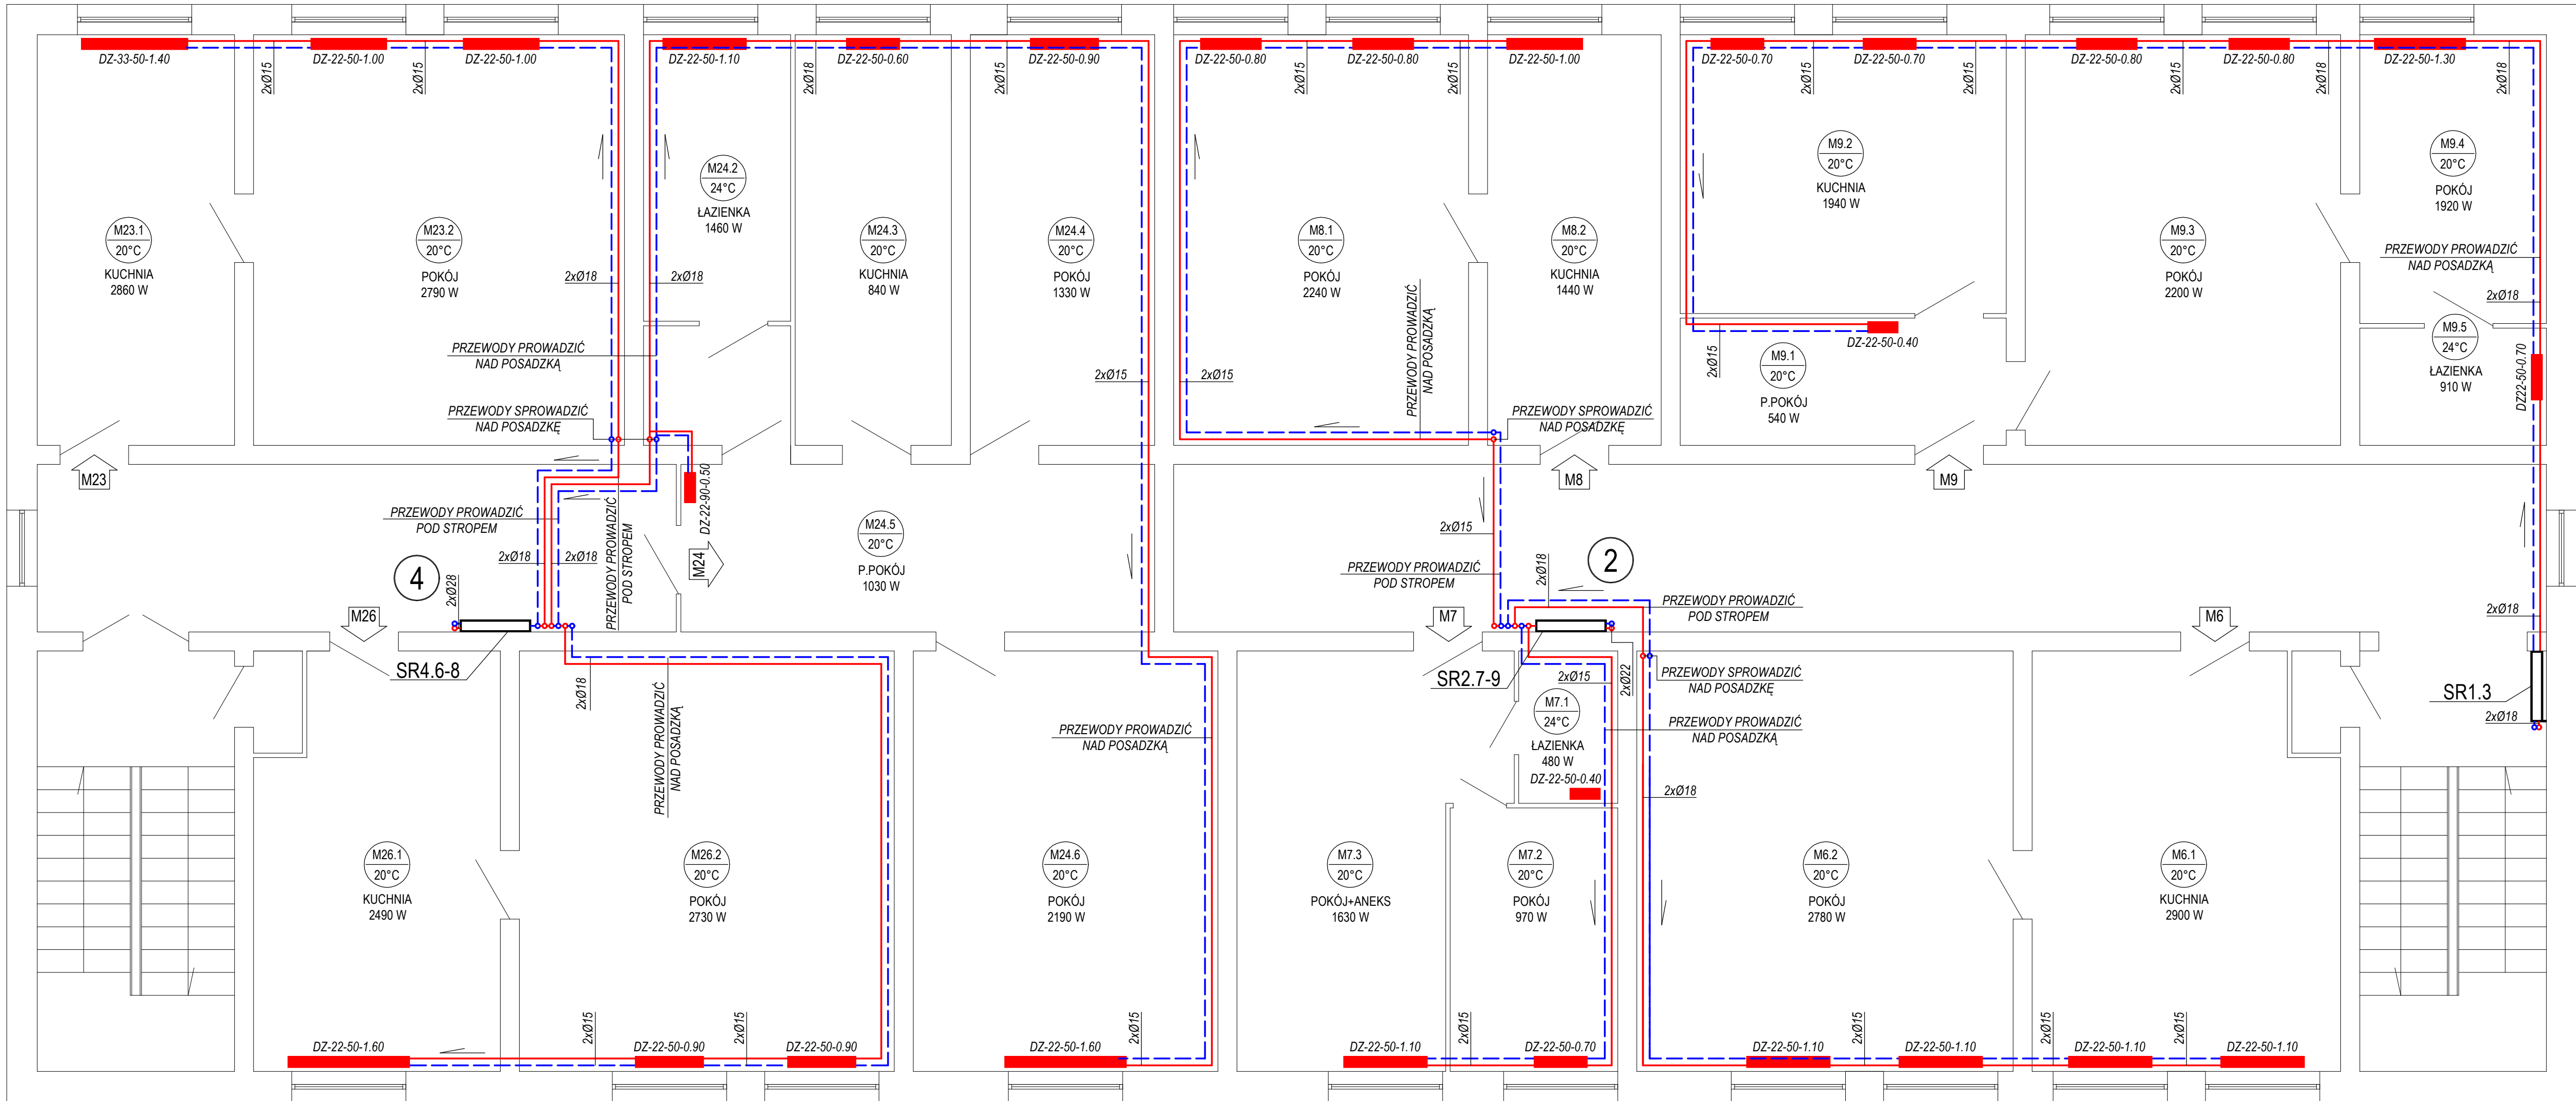 DZ-33-50-1.40
DZ-22-50-1.00
DZ-22-50-1.00
DZ-22-50-1.10
DZ-22-50-0.60
DZ-22-50-0.90
DZ-22-50-0.80
DZ-22-50-0.80
DZ-22-50-1.00
DZ-22-50-0.70
DZ-22-50-0.70
DZ-22-50-0.80
DZ-22-50-0.80
DZ-22-50-1.30
2xØ15
2xØ15
2xØ18
2xØ15
2xØ15
2xØ15
2xØ15
2xØ15
2xØ15
2xØ18
2xØ18
M23.1
20°C
KUCHNIA
2860 W
M23.2
20°C
POKÓJ
2790 W
M24.2
24°C
ŁAZIENKA
1460 W
M24.3
20°C
KUCHNIA
840 W
M24.4
20°C
POKÓJ
1330 W
M8.1
20°C
POKÓJ
2240 W
M8.2
20°C
KUCHNIA
1440 W
M9.2
20°C
KUCHNIA
1940 W
M9.3
20°C
POKÓJ
2200 W
M9.4
20°C
POKÓJ
1920 W
PRZEWODY PROWADZIĆ
NAD POSADZKĄ
2xØ18
2xØ18
2xØ18
PRZEWODY PROWADZIĆ
NAD POSADZKĄ
2xØ15
2xØ15
PRZEWODY PROWADZIĆ
NAD POSADZKĄ
2xØ15
DZ-22-50-0.40
M9.1
20°C
P.POKÓJ
540 W
M9.5
24°C
ŁAZIENKA
910 W
DZ22-50-0.70
PRZEWODY SPROWADZIĆ
NAD POSADZKĘ
PRZEWODY SPROWADZIĆ
NAD POSADZKĘ
M23
M8
M9
DZ-22-90-0.50
PRZEWODY PROWADZIĆ
POD STROPEM
PRZEWODY PROWADZIĆ
POD STROPEM
2xØ18
2xØ18
M24
M24.5
20°C
P.POKÓJ
1030 W
2xØ15
PRZEWODY PROWADZIĆ
POD STROPEM
2xØ18
2
4
2xØ28
M26
M7
PRZEWODY PROWADZIĆ
POD STROPEM
M6
2xØ18
SR4.6-8
2xØ18
PRZEWODY PROWADZIĆ
NAD POSADZKĄ
SR2.7-9
2xØ15
2xØ22
PRZEWODY SPROWADZIĆ
NAD POSADZKĘ
SR1.3
2xØ18
PRZEWODY PROWADZIĆ
NAD POSADZKĄ
M7.1
24°C
ŁAZIENKA
480 W
DZ-22-50-0.40
PRZEWODY PROWADZIĆ
NAD POSADZKĄ
2xØ18
M26.1
20°C
KUCHNIA
2490 W
M26.2
20°C
POKÓJ
2730 W
M24.6
20°C
POKÓJ
2190 W
M7.3
20°C
POKÓJ+ANEKS
1630 W
M7.2
20°C
POKÓJ
970 W
M6.2
20°C
POKÓJ
2780 W
M6.1
20°C
KUCHNIA
2900 W
2xØ15
2xØ15
2xØ15
2xØ15
2xØ15
2xØ15
2xØ15
DZ-22-50-1.60
DZ-22-50-0.90
DZ-22-50-0.90
DZ-22-50-1.60
DZ-22-50-1.10
DZ-22-50-0.70
DZ-22-50-1.10
DZ-22-50-1.10
DZ-22-50-1.10
DZ-22-50-1.10